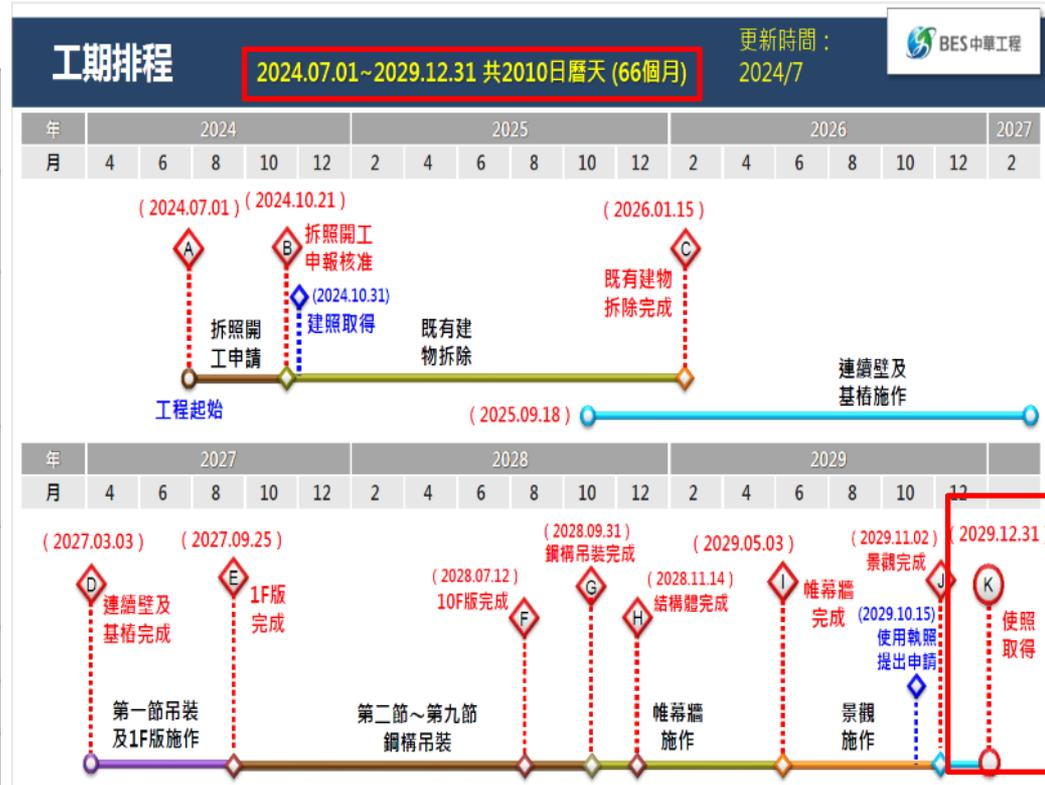 工期排程
2024.07.01~2029.12.31 共2010日曆天 (66個月)
更新時間：
2024/7
BES中華工程
年 2024 2025 2026 2027
月 4 6 8 10 12 2 4 6 8 10 12 2 4 6 8 10 12 2
( 2024.07.01 )
( 2024.10.21 )
( 2026.01.15 )
A
B
拆照開工
申報核准
C
(2024.10.31)
建照取得
既有建物
拆除完成
拆照開
工申請
既有建
物拆除
連續壁及
基樁施作
工程起始
( 2025.09.18 )
年 2027 2028 2029
月 4 6 8 10 12 2 4 6 8 10 12 2 4 6 8 10 12
( 2027.03.03 )
D
連續壁及
基樁完成
( 2027.09.25 )
E
1F版
完成
( 2028.07.12 )
10F版完成
F
( 2028.09.31 )
鋼構吊裝完成
G
( 2028.11.14 )
結構體完成
H
( 2029.05.03 )
I
帷幕牆
完成
( 2029.11.02 )
景觀完成
J
(2029.10.15)
使用執照
提出申請
( 2029.12.31
K
使照
取得
第一節吊裝
及1F版施作
第二節～第九節
鋼構吊裝
帷幕牆
施作
景觀
施作